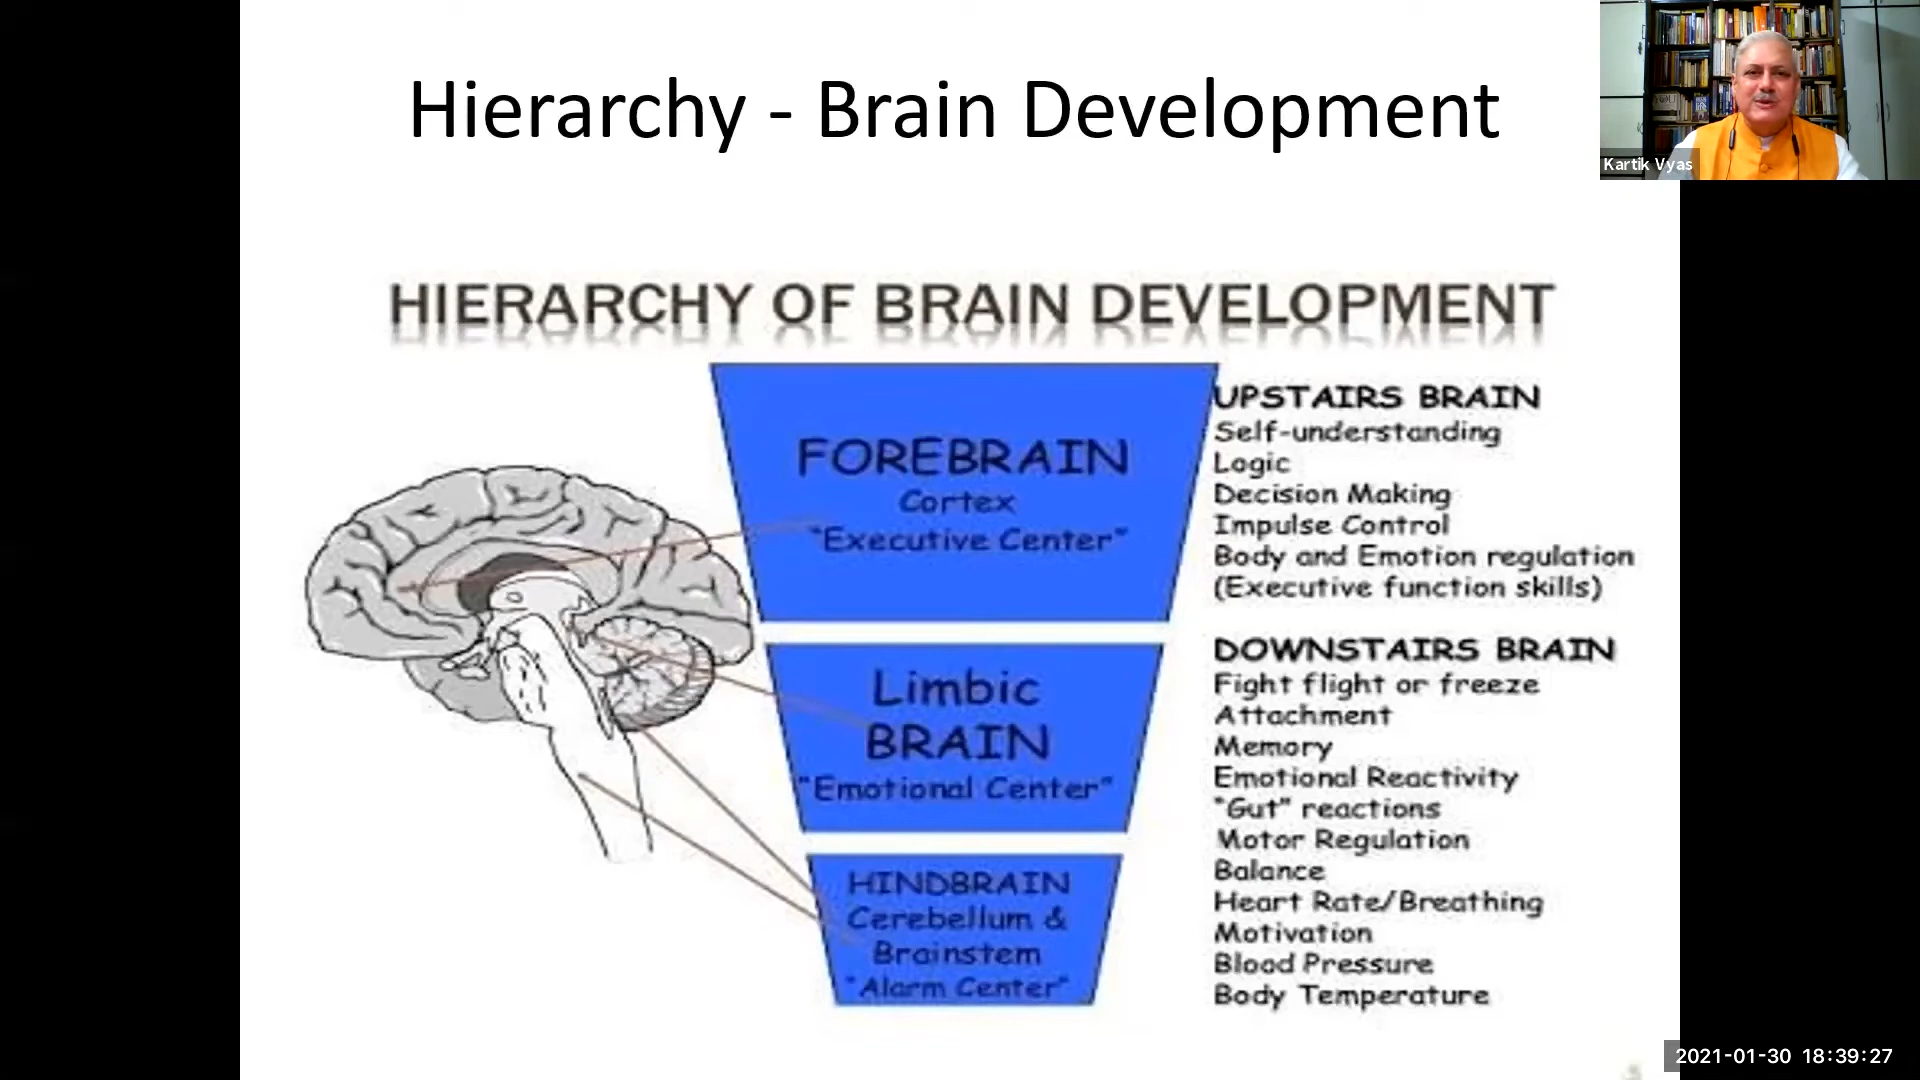 Hierarchy - Brain Development
Kartik Vyas
HIERARCHY OF BRAIN DEVELOPMENT
FOREBRAIN
Cortex
"Executive Center"
Limbic
BRAIN
"Emotional Center"
HINDBRAIN
Cerebellum &
Brainstem
"Alarm Center"
UPSTAIRS BRAIN
Self-understanding
Logic
Decision Making
Impulse Control
Body and Emotion regulation
(Executive function skills)
DOWNSTAIRS BRAIN
Fight flight or freeze
Attachment
Memory
Emotional Reactivity
"Gut" reactions
Motor Regulation
Balance
Heart Rate/Breathing
Motivation
Blood Pressure
Body Temperature
2021-01-30 18:39:27